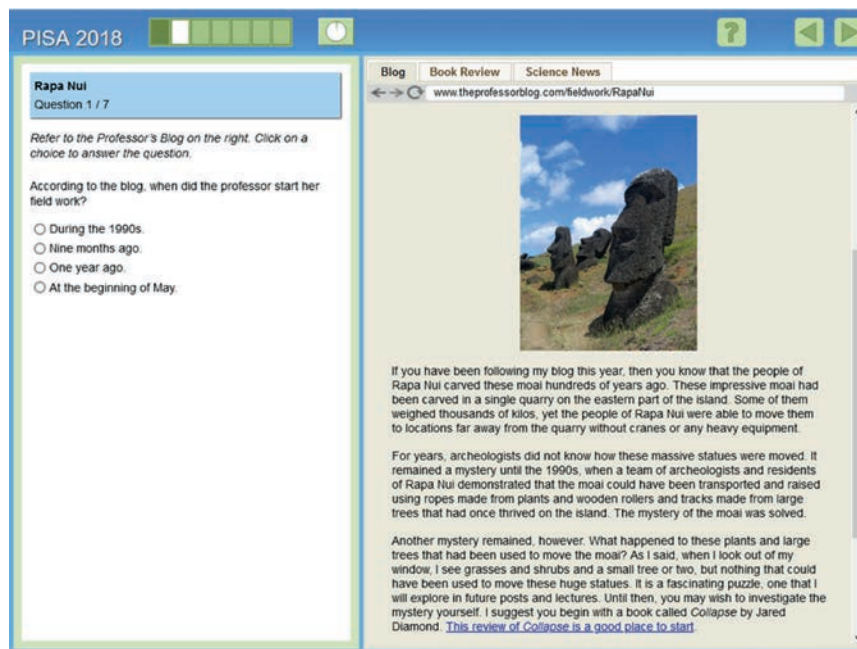 PISA 2018
?
Rapa Nui
Question 1 / 7
Refer to the Professor's Blog on the right. Click on a
choice to answer the question.
According to the blog, when did the professor start her
field work?
During the 1990s.
Nine months ago.
One year ago.
At the beginning of May.
Blog Book Review Science News
www.theprofessorblog.com/fieldwork/RapaNui
If you have been following my blog this year, then you know that the people of
Rapa Nui carved these moai hundreds of years ago. These impressive moai had
been carved in a single quarry on the eastern part of the island. Some of them
weighed thousands of kilos, yet the people of Rapa Nui were able to move them
to locations far away from the quarry without cranes or any heavy equipment.
For years, archeologists did not know how these massive statues were moved. It
remained a mystery until the 1990s, when a team of archeologists and residents
of Rapa Nui demonstrated that the moai could have been transported and raised
using ropes made from plants and wooden rollers and tracks made from large
trees that had once thrived on the island. The mystery of the moai was solved.
Another mystery remained, however. What happened to these plants and large
trees that had been used to move the moai? As I said, when I look out of my
window, I see grasses and shrubs and a small tree or two, but nothing that could
have been used to move these huge statues. It is a fascinating puzzle, one that I
will explore in future posts and lectures. Until then, you may wish to investigate the
mystery yourself. I suggest you begin with a book called Collapse by Jared
Diamond. This review of Collapse is a good place to start.